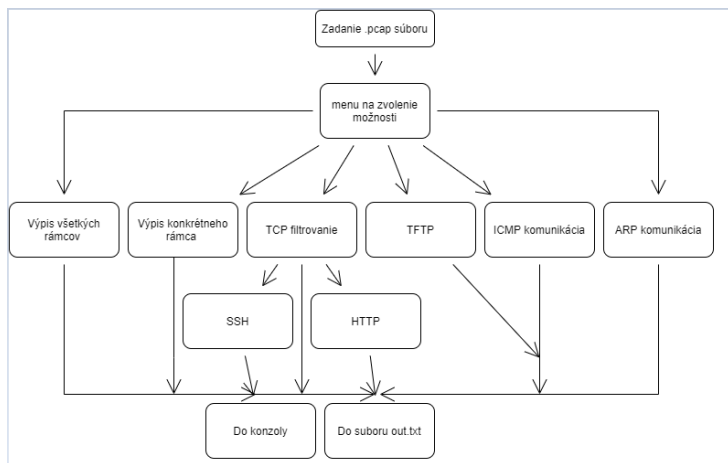 Zadanie .pcap súboru
menu na zvolenie
možnosti
Výpis všetkých
rámcov
Výpis konkrétneho
rámca
TCP filtrovanie
TFTP
ICMP komunikácia
ARP komunikácia
SSH
HTTP
Do konzoly
Do suboru out.txt